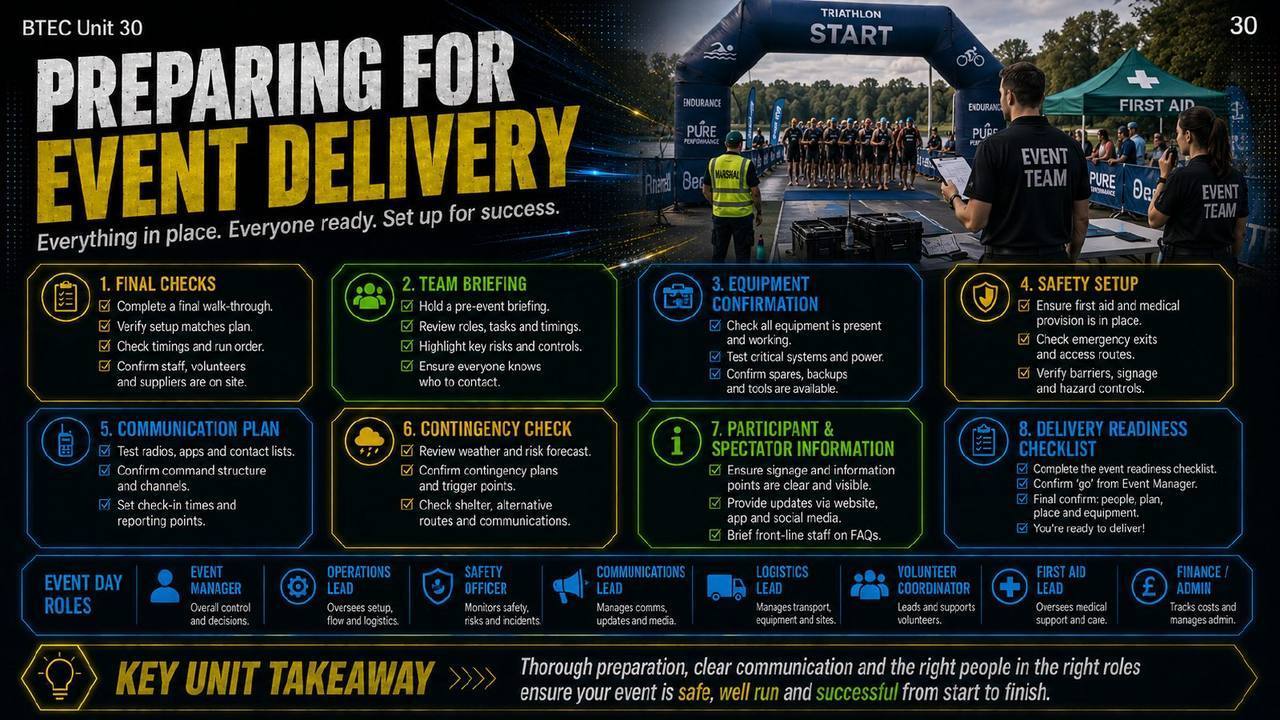 BTEC Unit 30
30
PREPARING FOR
EVENT DELIVERY
Everything in place. Everyone ready. Set up for success.
TRIATHLON
START
ENDURANCE
PURE
PERFORMANCE
ENDURANC
PURE
PERFORMANCE
MARSHAL
FIRST AID
EVENT
TEAM
EVENT
TEAM
PURE
1. FINAL CHECKS
Complete a final walk-through.
Verify setup matches plan.
Check timings and run order.
Confirm staff, volunteers
and suppliers are on site.
2. TEAM BRIEFING
Hold a pre-event briefing.
Review roles, tasks and timings.
Highlight key risks and controls.
Ensure everyone knows
who to contact.
3. EQUIPMENT
CONFIRMATION
Check all equipment is present
and working.
Test critical systems and power.
Confirm spares, backups
and tools are available.
4. SAFETY SETUP
Ensure first aid and medical
provision is in place.
Check emergency exits
and access routes.
Verify barriers, signage
and hazard controls.
5. COMMUNICATION PLAN
Test radios, apps and contact lists.
Confirm command structure
and channels.
Set check-in times and
reporting points.
6. CONTINGENCY CHECK
Review weather and risk forecast.
Confirm contingency plans
and trigger points.
Check shelter, alternative
routes and communications.
7. PARTICIPANT &
SPECTATOR INFORMATION
Ensure signage and information
points are clear and visible.
Provide updates via website,
app and social media.
Brief front-line staff on FAQs.
8. DELIVERY READINESS
CHECKLIST
Complete the event readiness checklist.
Confirm 'go' from Event Manager.
Final confirm: people, plan,
place and equipment.
You're ready to deliver!
EVENT DAY
ROLES
EVENT
MANAGER
Overall control
and decisions.
OPERATIONS
LEAD
Oversees setup,
flow and logistics.
SAFETY
OFFICER
Monitors safety,
risks and incidents.
COMMUNICATIONS
LEAD
Manages comms,
updates and media.
LOGISTICS
LEAD
Manages transport,
equipment and sites.
VOLUNTEER
COORDINATOR
Leads and supports
volunteers.
FIRST AID
LEAD
Oversees medical
support and care.
£
FINANCE /
ADMIN
Tracks costs and
manages admin.
KEY UNIT TAKEAWAY
Thorough preparation, clear communication and the right people in the right roles
ensure your event is safe, well run and successful from start to finish.